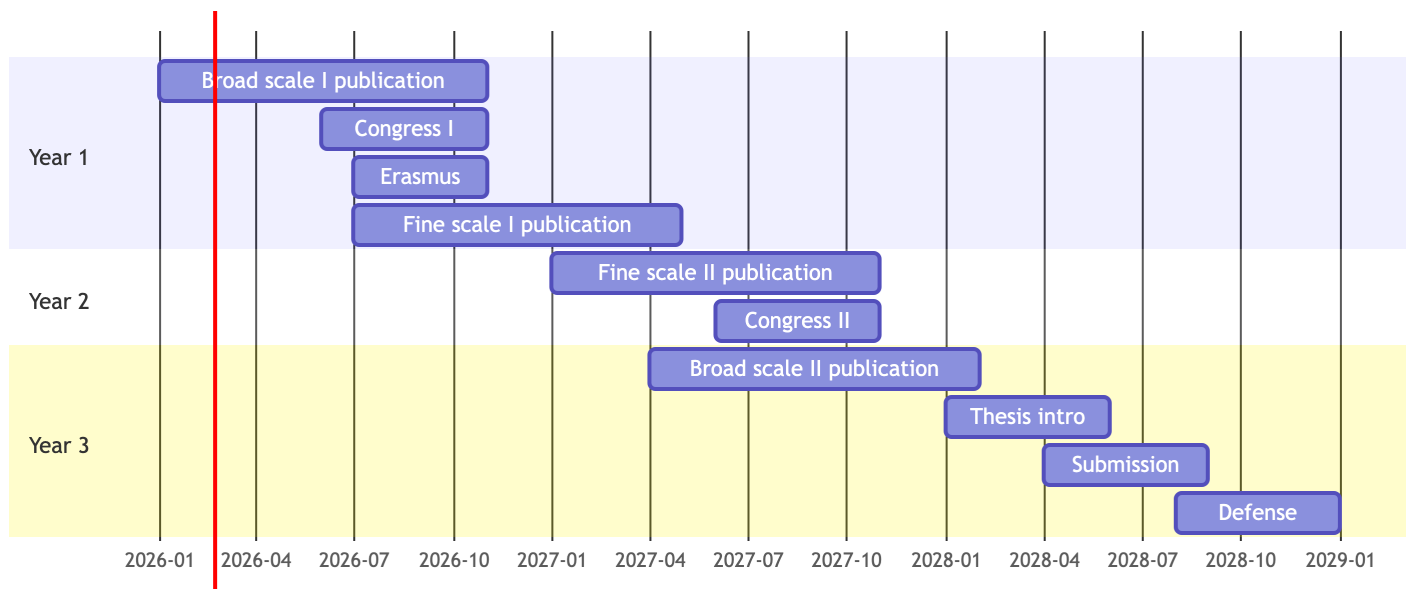 Year 1
Broad scale I publication
Congress I
Erasmus
Fine scale I publication
Year 2
Fine scale II publication
Congress II
Year 3
Broad scale II publication
Thesis intro
Submission
Defense
2026-01 2026-04 2026-07 2026-10 2027-01 2027-04 2027-07 2027-10 2028-01 2028-04 2028-07 2028-10 2029-01